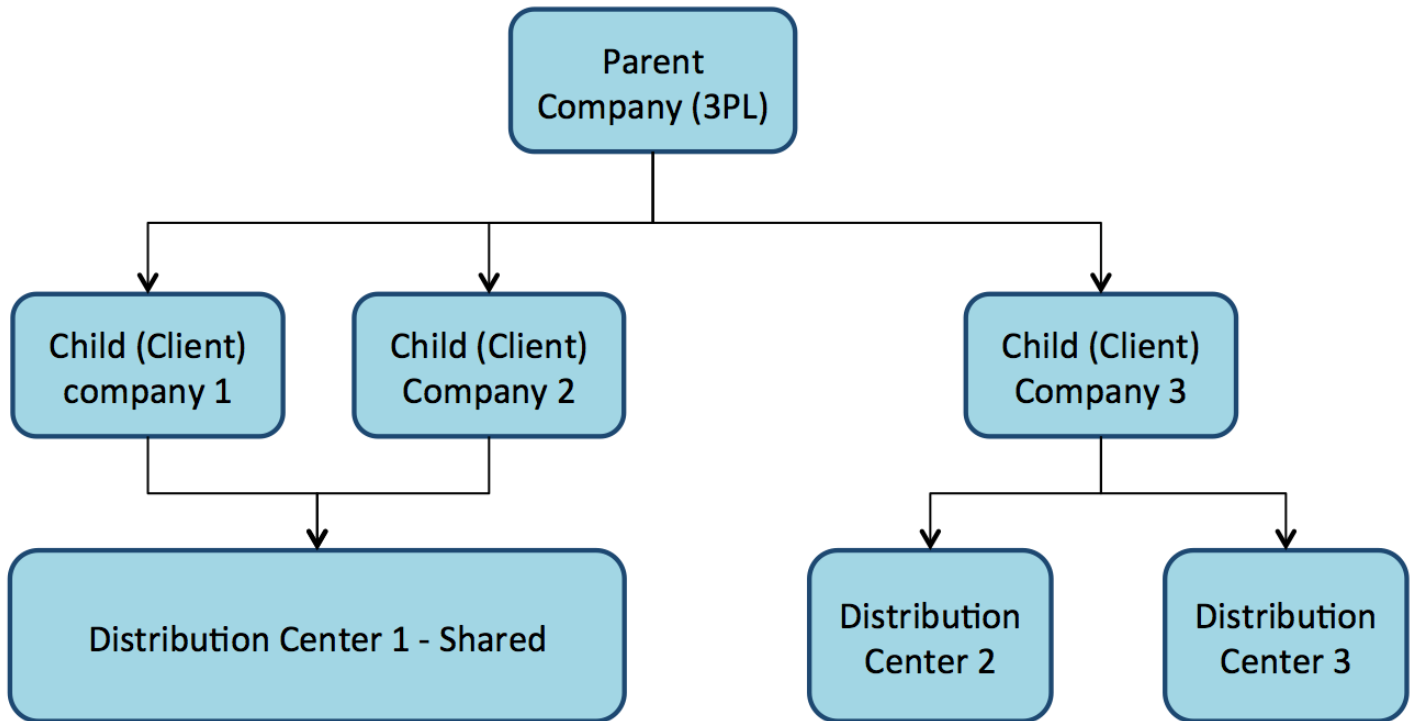 Parent
Company (3PL)
Child (Client)
company 1
Child (Client)
Company 2
Child (Client)
Company 3
Distribution Center 1 - Shared
Distribution
Center 2
Distribution
Center 3